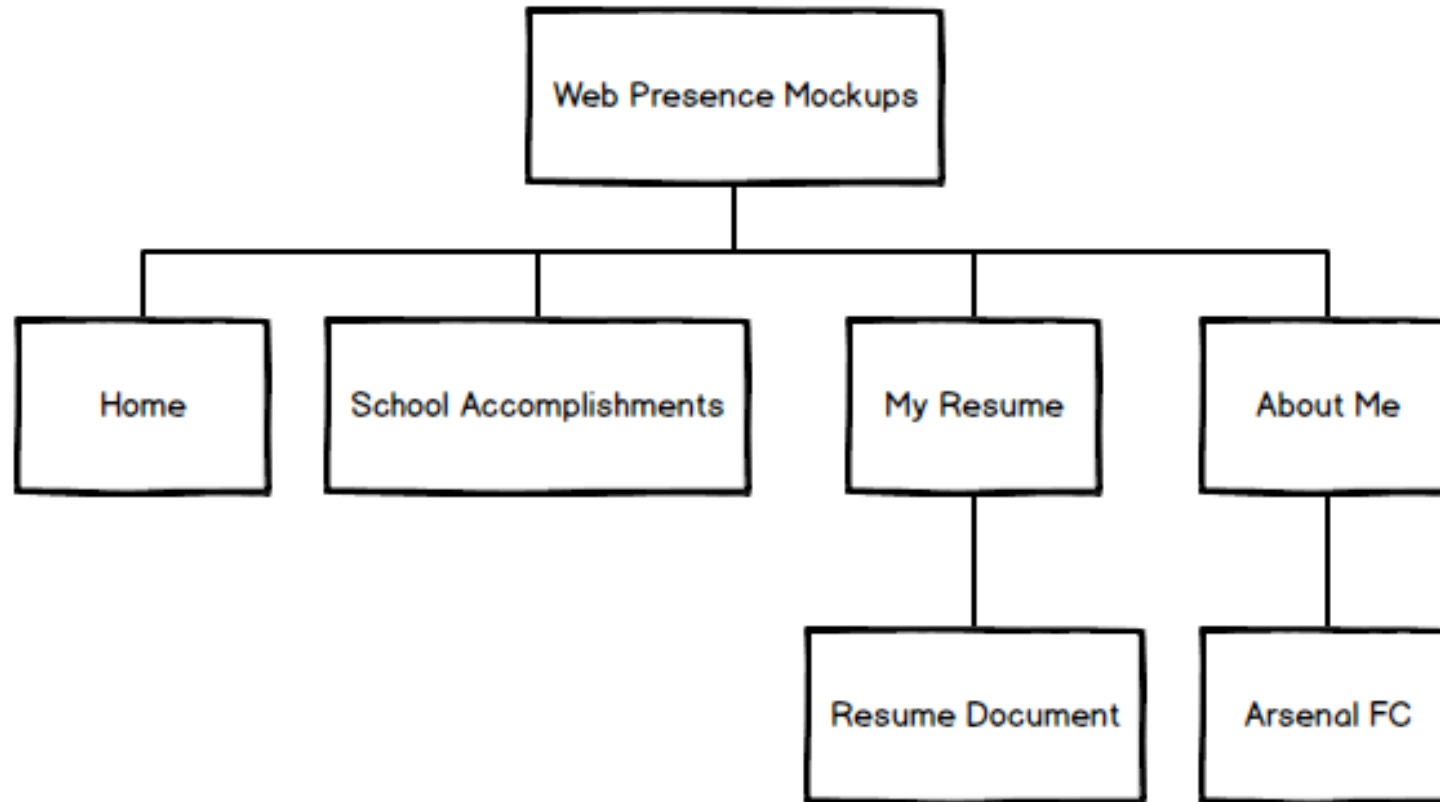 Web Presence Mockups
Home
School Accomplishments
My Resume
About Me
Resume Document
Arsenal FC